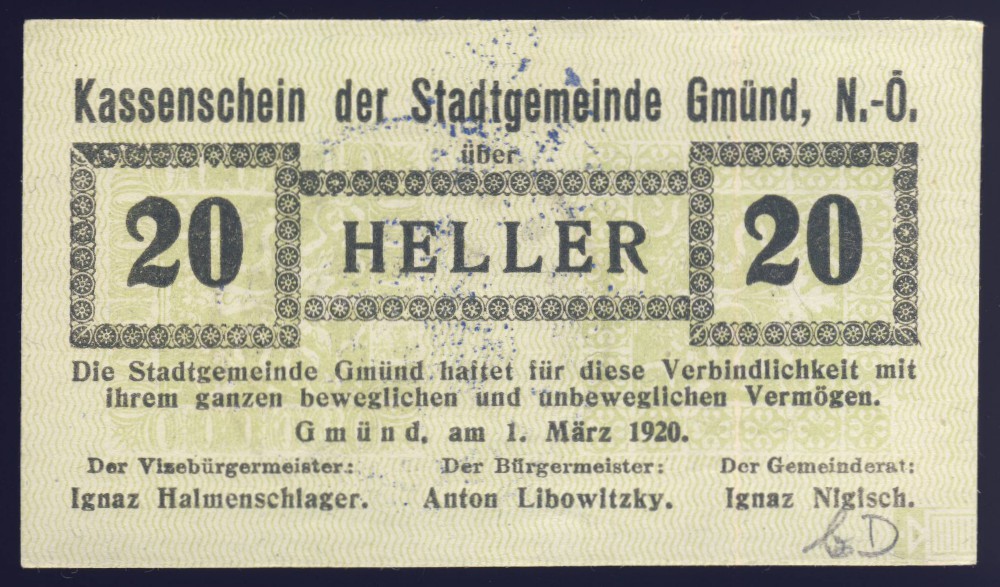 Kassenschein der Stadtgemeinde Gmünd, N.-Ö.
über
20 HELLER 20
Die Stadtgemeinde Gmünd haftet für diese Verbindlichkeit mit
ihrem ganzen beweglichen und unbeweglichen Vermögen.
Gmünd, am 1. März 1920.
Der Vizebürgermeister: Der Bürgermeister: Der Gemeinderat:
Ignaz Halmenschlager. Anton Libowitzky. Ignaz Nigisch.